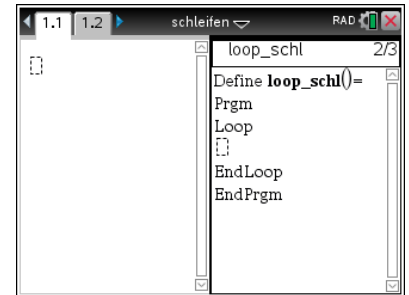 1.1 1.2 schleifen RAD
loop_schl 2/3
Define loop_schl()=
Prgm
Loop
EndLoop
EndPrgm